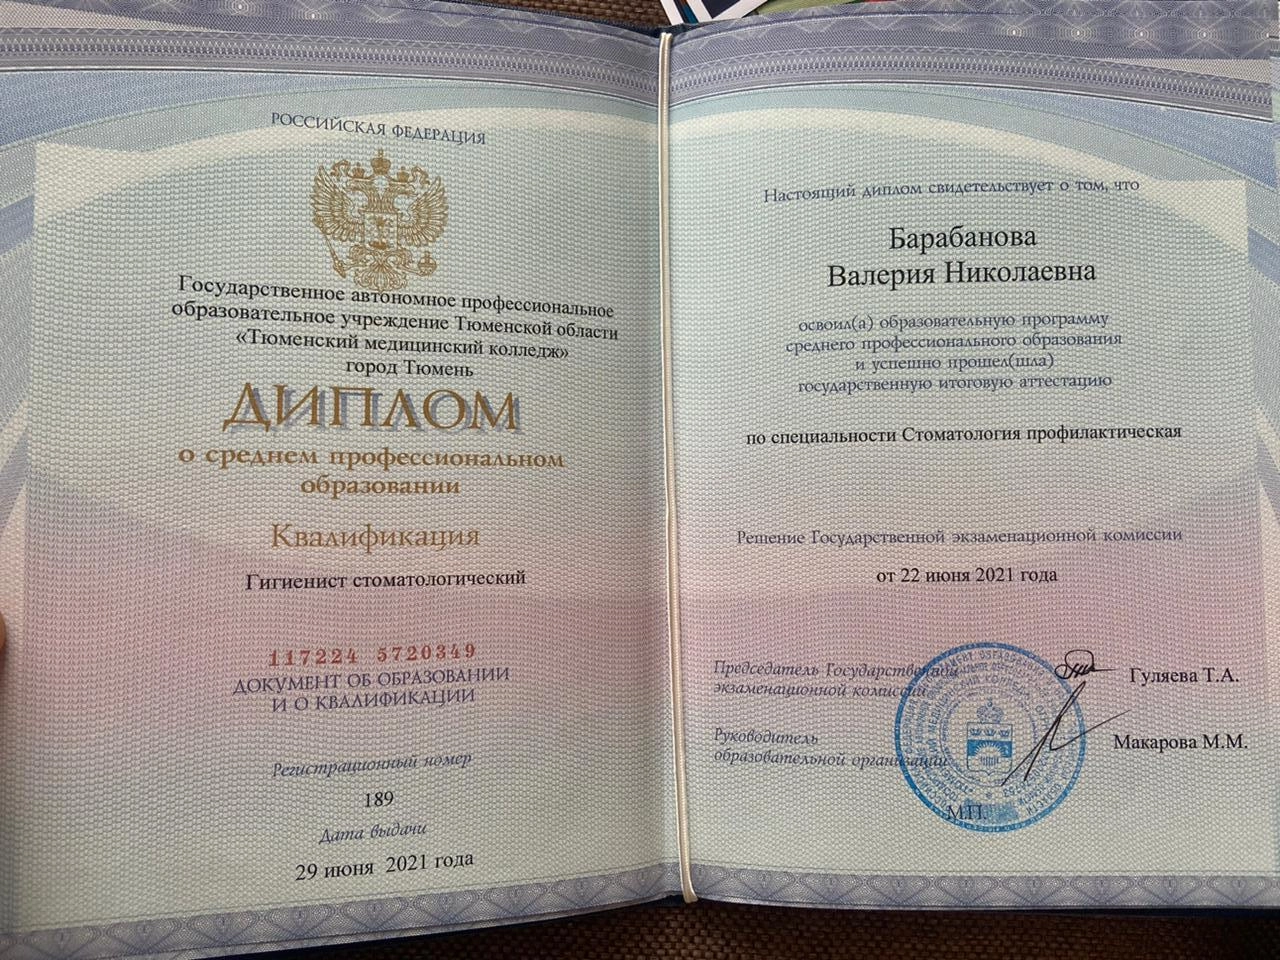 РОССИЙСКАЯ ФЕДЕРАЦИЯ
Государственное автономное профессиональное
образовательное учреждение Тюменской области
«Тюменский медицинский колледж»
город Тюмень
ДИПЛОМ
о среднем профессиональном
образовании
Квалификация
Гигиенист стоматологический
117224 5720349
ДОКУМЕНТ ОБ ОБРАЗОВАНИИ
И О КВАЛИФИКАЦИИ
Регистрационный номер
189
Дата выдачи
29 июня 2021 года
Настоящий диплом свидетельствует о том, что
Барабанова
Валерия Николаевна
освоил(а) образовательную программу
среднего профессионального образования
и успешно прошел(шла)
государственную итоговую аттестацию
по специальности Стоматология профилактическая
Решение Государственной экзаменационной комиссии
от 22 июня 2021 года
Председатель Государственной
экзаменационной комиссии
Гуляева Т.А.
Руководитель
образовательной организации
Макарова М.М.
М.П.